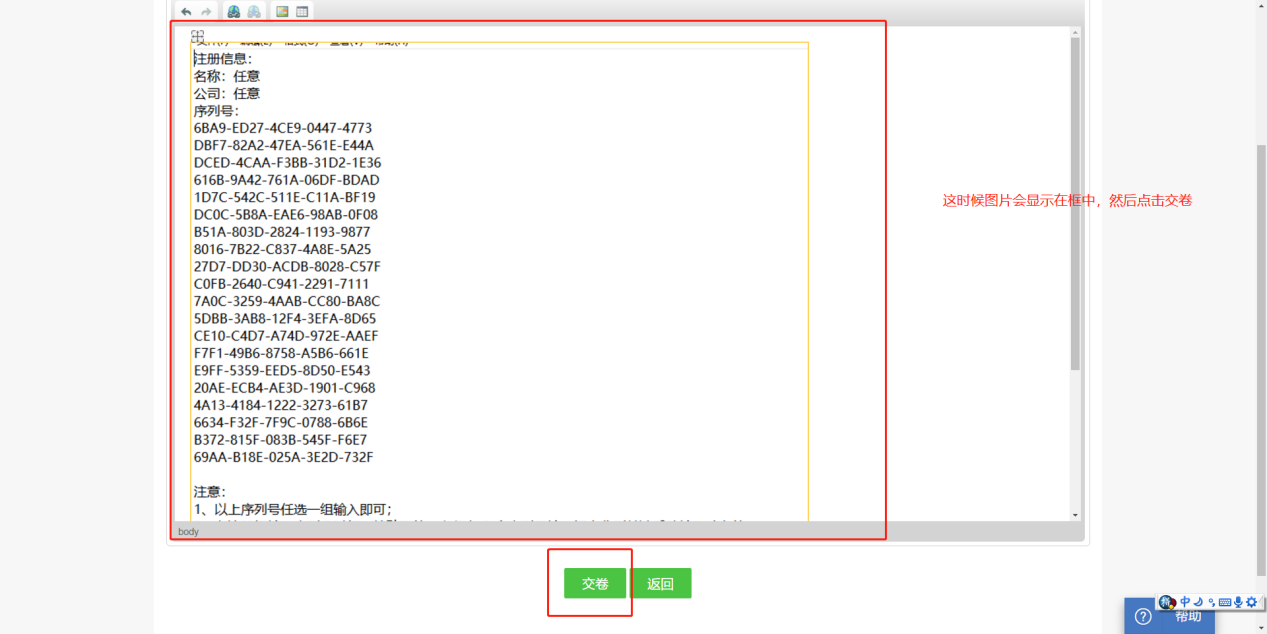 注册信息：
名称：任意
公司：任意
序列号：
6BA9-ED27-4CE9-0447-4773
DBF7-82A2-47EA-561E-E44A
DCED-4CAA-F3BB-31D2-1E36
616B-9A42-761A-06DF-BDAD
1D7C-542C-511E-C11A-BF19
DC0C-5B8A-EAE6-98AB-0F08
B51A-803D-2824-1193-9877
8016-7B22-C837-4A8E-5A25
27D7-DD30-ACDB-8028-C57F
C0FB-2640-C941-2291-7111
7A0C-3259-4AAB-CC80-BA8C
5DBB-3AB8-12F4-3EFA-8D65
CE10-C4D7-A74D-972E-AAEF
F7F1-49B6-8758-A5B6-661E
E9FF-5359-EED5-8D50-E543
20AE-ECB4-AE3D-1901-C968
4A13-4184-1222-3273-61B7
6634-F32F-7F9C-0788-6B6E
B372-815F-083B-545F-F6E7
69AA-B18E-025A-3E2D-732F
注意：
1、以上序列号任选一组输入即可；
body
这时候图片会显示在框中，然后点击交卷
交卷
返回
中
帮助